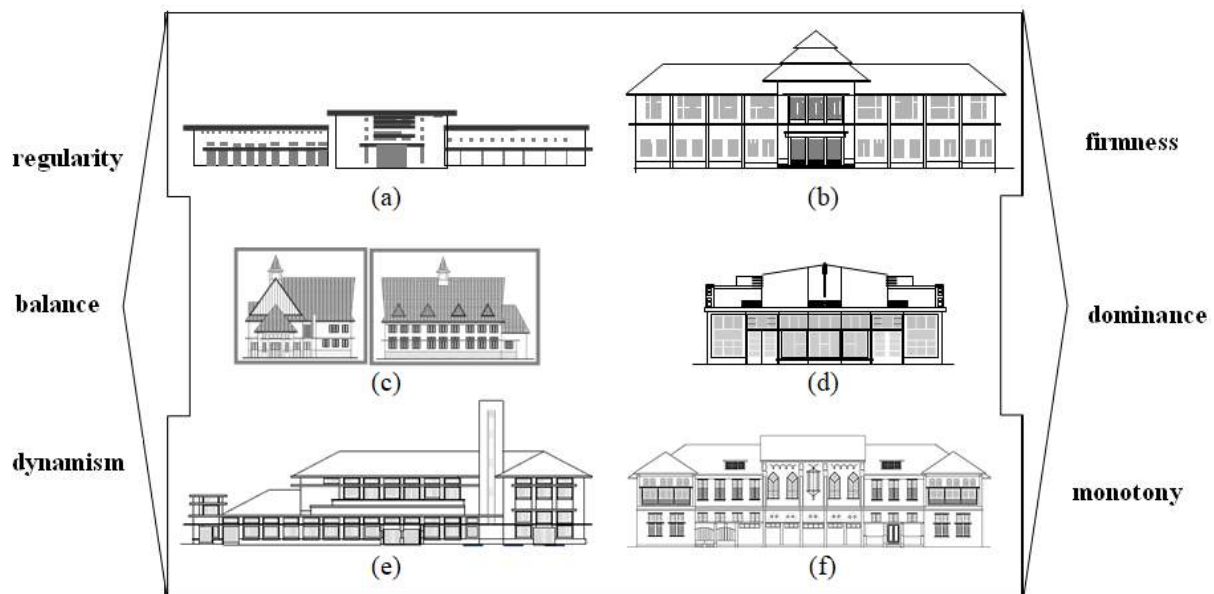 regularity
firmness
(a)
(b)
balance
dominance
(c)
(d)
dynamism
monotony
(e)
(f)